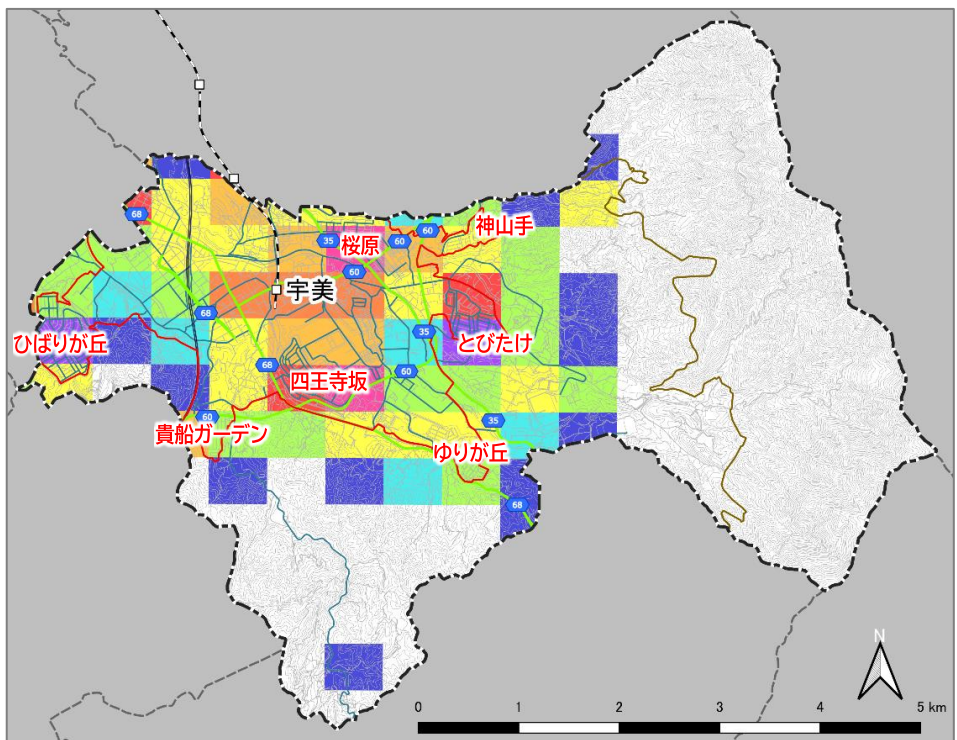 68
60
60
神山手
35
桜原
60
宇美
68
ひばりが丘
35
とびたけ
68
四王寺坂
60
貴船ガーデン
60
35
ゆりが丘
68
N
0 1 2 3 4 5 km